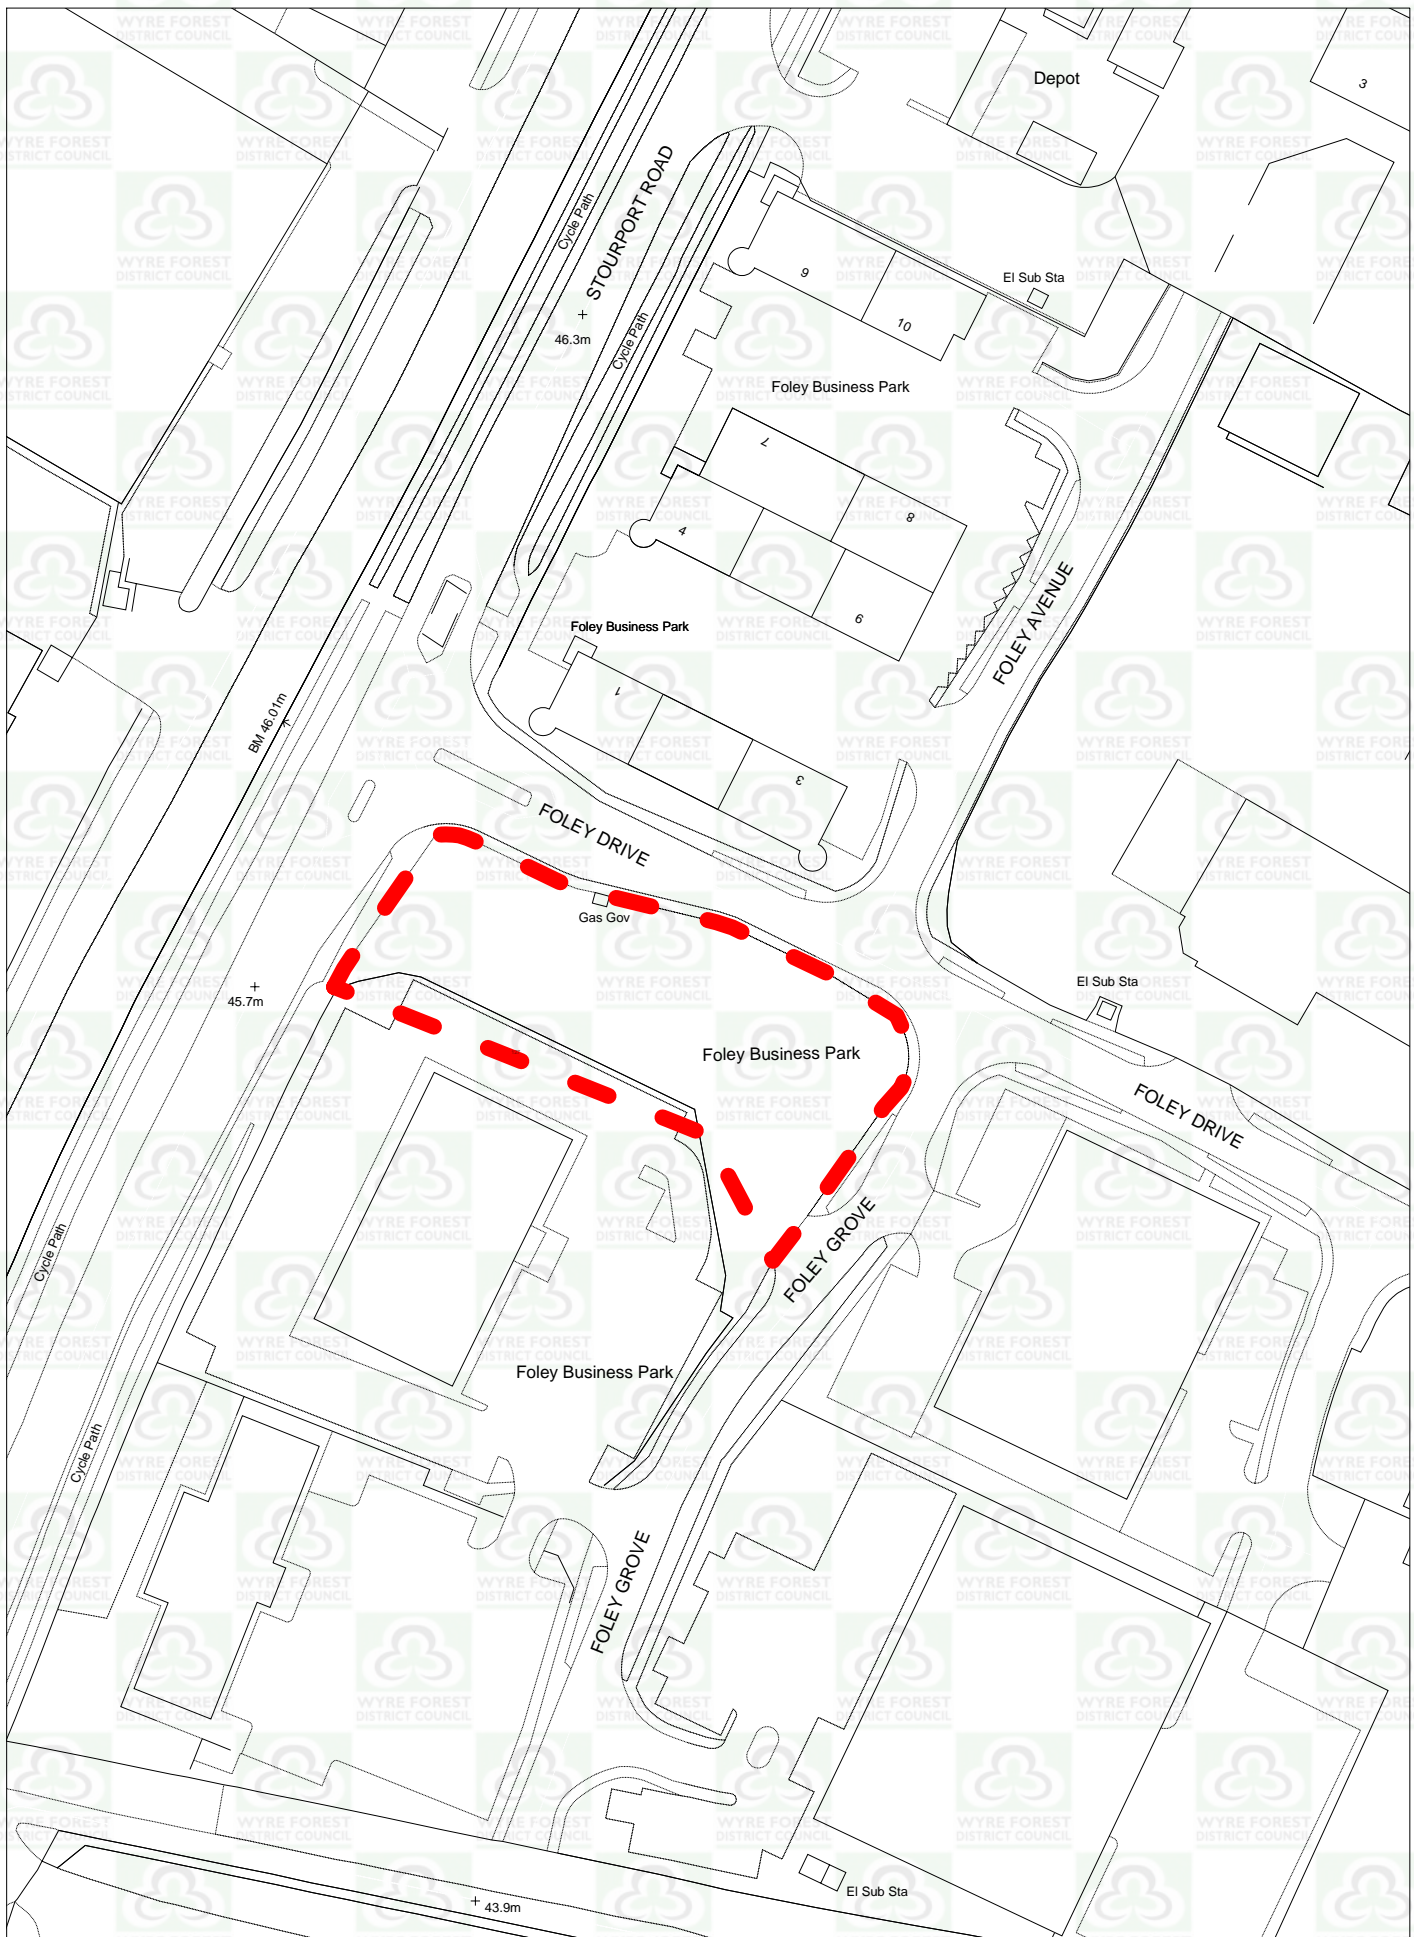 Depot
3
STOURPORT ROAD
Cycle Path
46.3m
Cycle Path
9
10
El Sub Sta
Foley Business Park
7
8
4
6
FOLEY AVENUE
Foley Business Park
1
3
BM 46.01m
FOLEY DRIVE
Gas Gov
45.7m
El Sub Sta
Foley Business Park
FOLEY DRIVE
FOLEY GROVE
Cycle Path
Foley Business Park
Cycle Path
FOLEY GROVE
El Sub Sta
43.9m
WYRE FOREST
DISTRICT COUNCIL